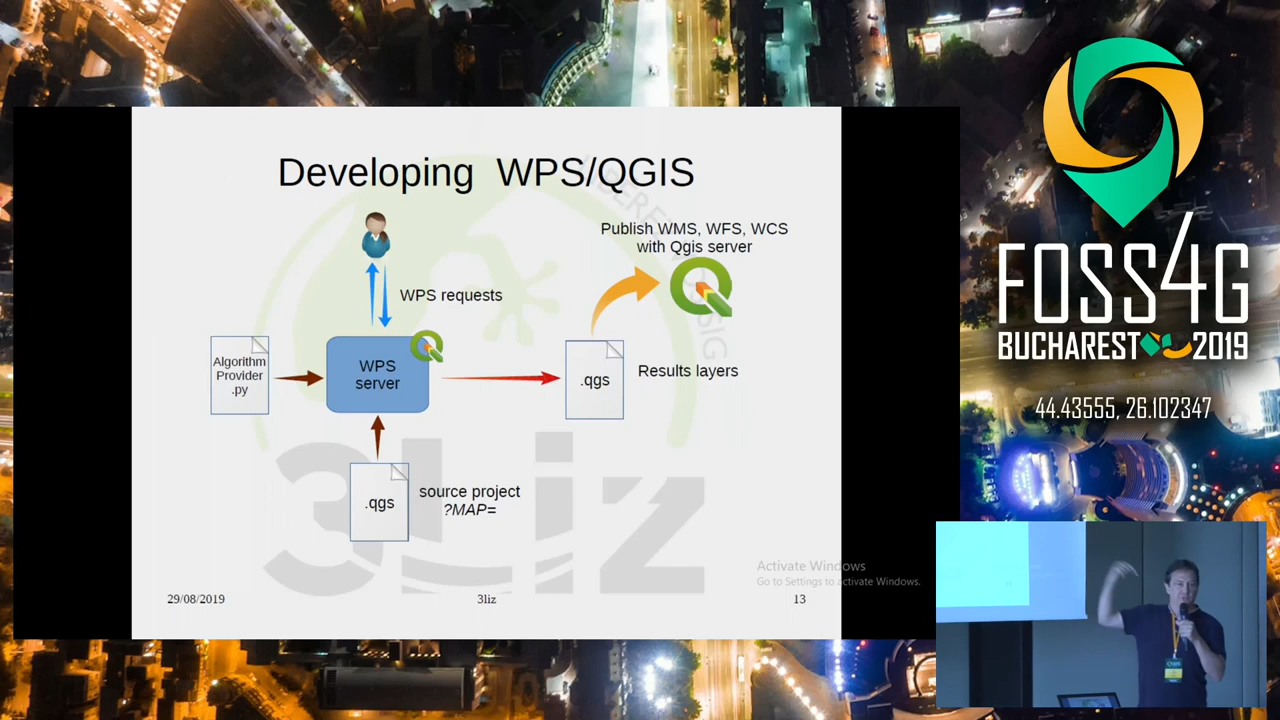 Developing WPS/QGIS
Publish WMS, WFS, WCS
with Qgis server
WPS requests
Algorithm
Provider
.py
WPS
server
.qgs
Results layers
.qgs
source project
?MAP=
3Liz
Activate Windows
Go to Settings to activate Windows.
29/08/2019
3liz
13
FOSS4G
BUCHAREST 2019
44.43555, 26.102347